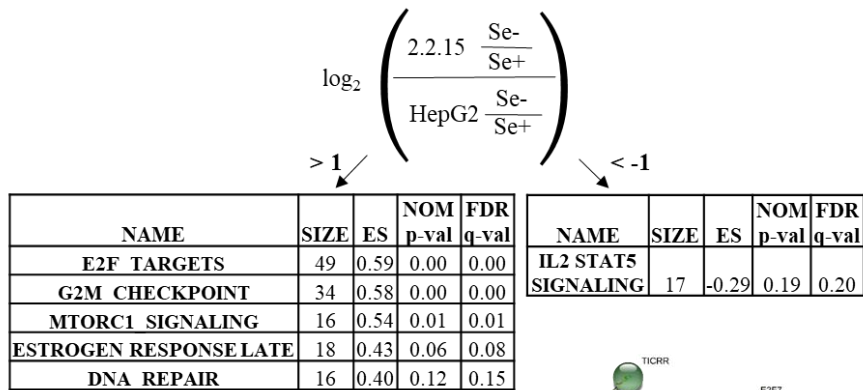 log2
2.2.15 Se-
Se+
HepG2 Se-
Se+
> 1
< -1
NAME SIZE ES NOM p-val FDR q-val
E2F TARGETS 49 0.59 0.00 0.00
G2M CHECKPOINT 34 0.58 0.00 0.00
MTORC1 SIGNALING 16 0.54 0.01 0.01
ESTROGEN RESPONSE LATE 18 0.43 0.06 0.08
DNA REPAIR 16 0.40 0.12 0.15
NAME SIZE ES NOM p-val FDR q-val
IL2 STAT5 SIGNALING 17 -0.29 0.19 0.20
TICRR